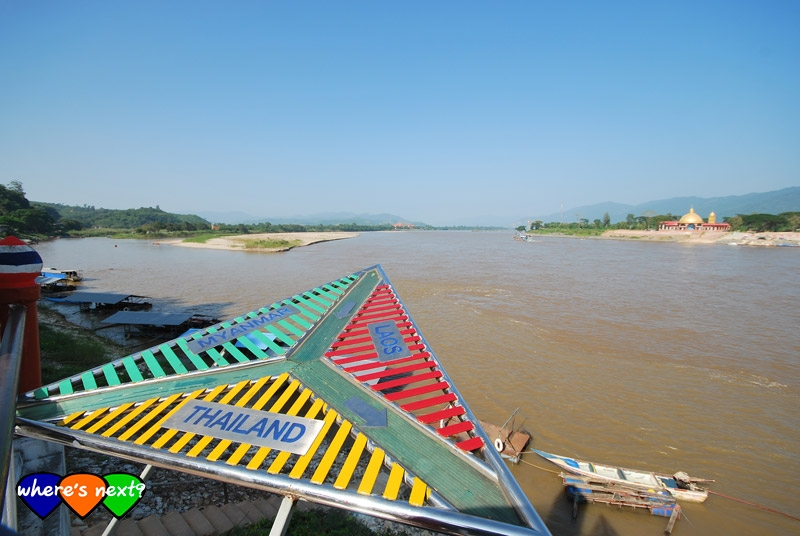 MYANMAR
LAOS
THAILAND
where's next?